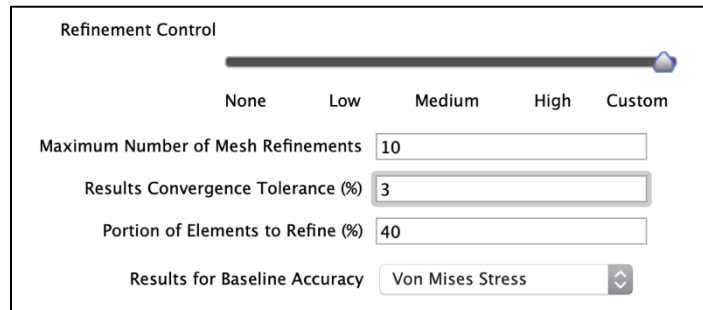 Refinement Control
None Low Medium High Custom
Maximum Number of Mesh Refinements 10
Results Convergence Tolerance (%) 3
Portion of Elements to Refine (%) 40
Results for Baseline Accuracy Von Mises Stress